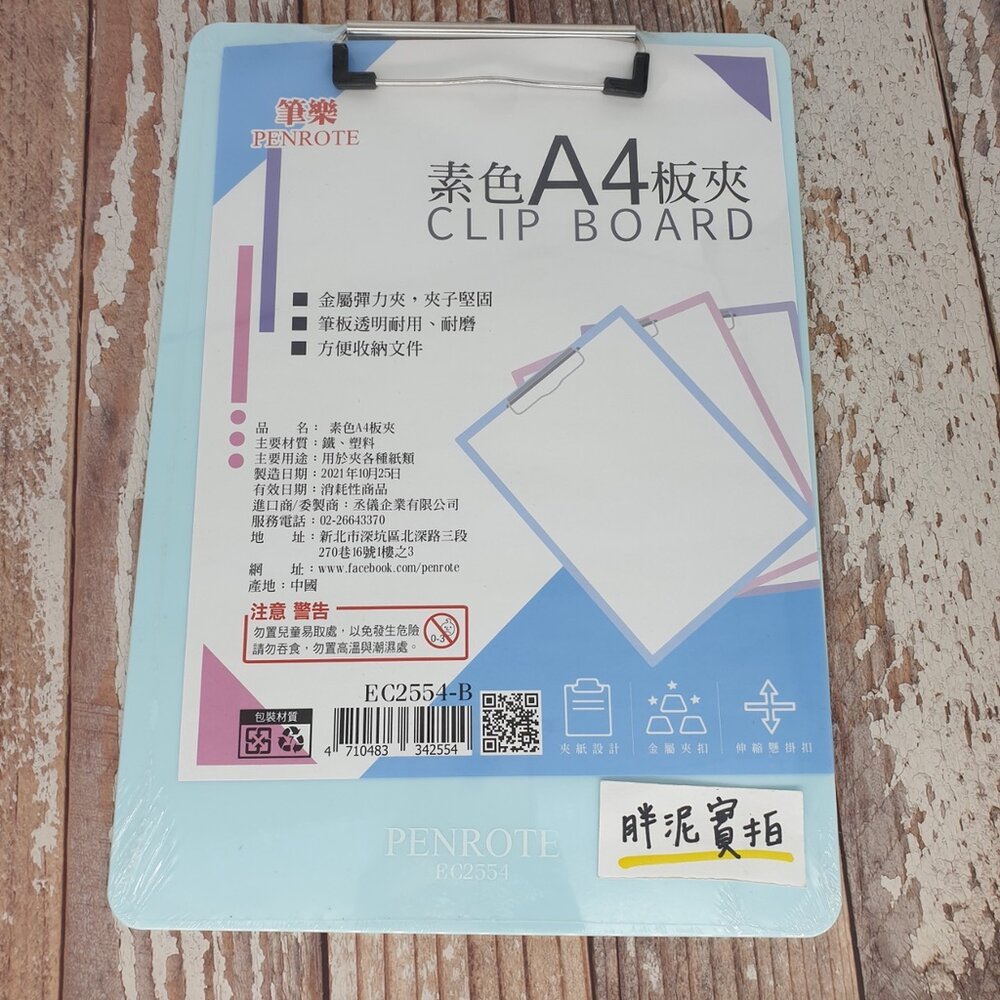 筆樂
PENROTE
素色A4板夾
CLIP BOARD
■ 金屬彈力夾，夾子堅固
■ 筆板透明耐用、耐磨
■ 方便收納文件
品　　名： 素色A4板夾
主要材質：鐵、塑料
主要用途：用於夾各種紙類
製造日期：2021年10月25日
有效日期：消耗性商品
進口商/委製商：丞儀企業有限公司
服務電話：02-26643370
地　　址：新北市深坑區北深路三段
270巷16號1樓之3
網　　址：www.facebook.com/penrote
產地：中國
注意 警告
勿置兒童易取處，以免發生危險
請勿吞食，勿置高溫與潮濕處。
0-3
EC2554-B
包裝材質
4 710483 342554
夾紙設計
金屬夾扣
伸縮懸掛扣
PENROTE
EC2554
胖泥實拍